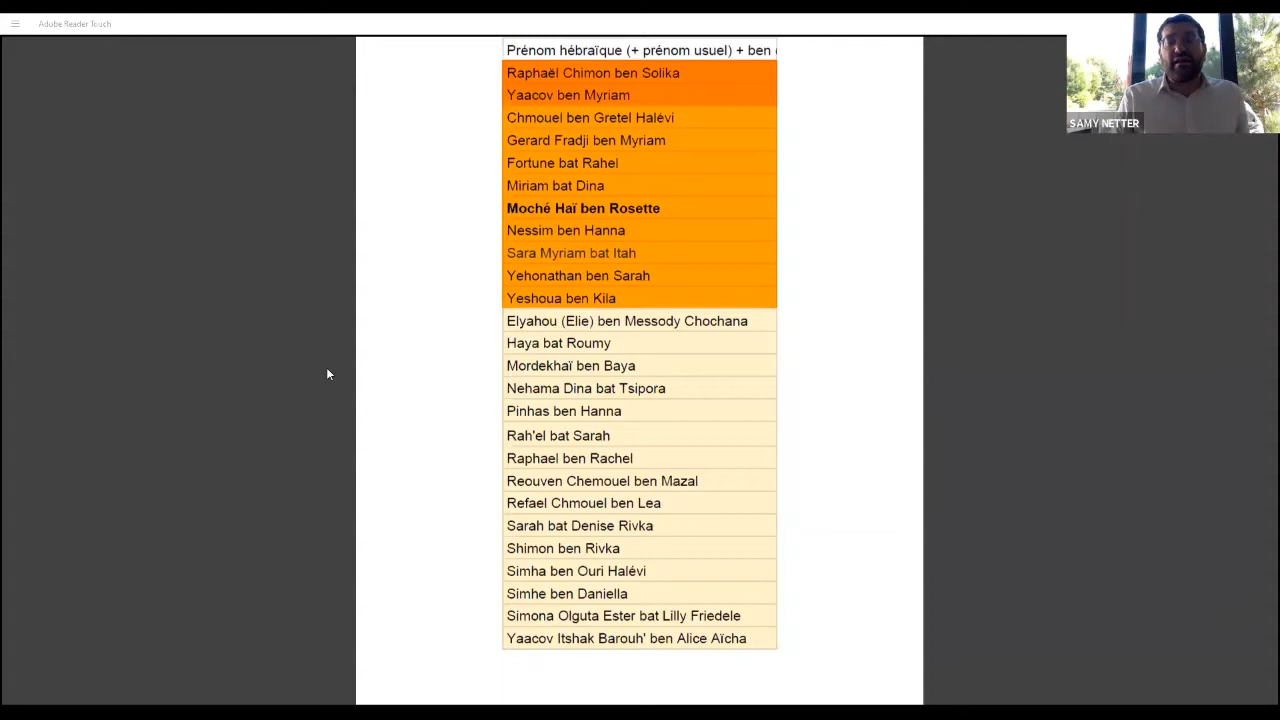 Adobe Reader Touch
Prénom hébraïque (+ prénom usuel) + ben
Raphaël Chimon ben Solika
Yaacov ben Myriam
Chmouel ben Gretel Halévi
Gerard Fradji ben Myriam
Fortune bat Rahel
Miriam bat Dina
Moché Haï ben Rosette
Nessim ben Hanna
Sara Myriam bat Itah
Yehonathan ben Sarah
Yeshoua ben Kila
Elyahou (Elie) ben Messody Chochana
Haya bat Roumy
Mordekhaï ben Baya
Nehama Dina bat Tsipora
Pinhas ben Hanna
Rah'el bat Sarah
Raphael ben Rachel
Reouven Chemouel ben Mazal
Refael Chmouel ben Lea
Sarah bat Denise Rivka
Shimon ben Rivka
Simha ben Ouri Halévi
Simhe ben Daniella
Simona Olguta Ester bat Lilly Friedele
Yaacov Itshak Barouh' ben Alice Aïcha
SAMY NETTER